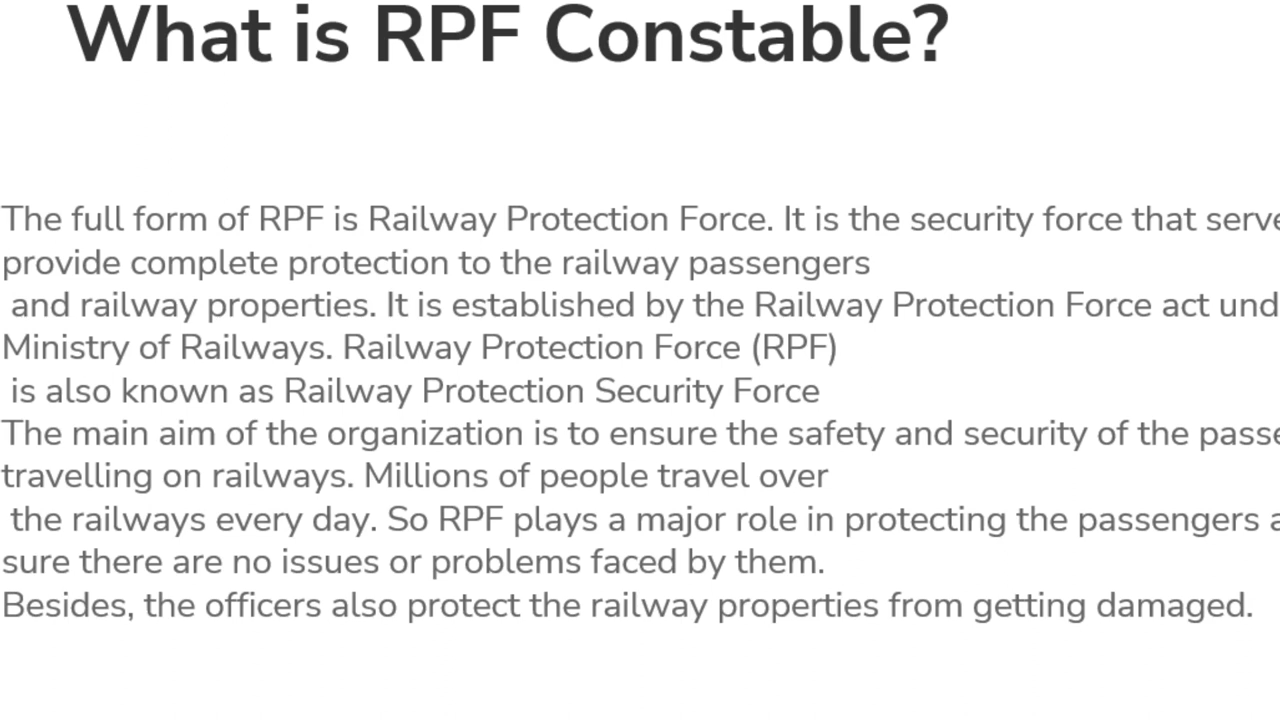 What is RPF Constable?
The full form of RPF is Railway Protection Force. It is the security force that serve
provide complete protection to the railway passengers
and railway properties. It is established by the Railway Protection Force act und
Ministry of Railways. Railway Protection Force (RPF)
is also known as Railway Protection Security Force
The main aim of the organization is to ensure the safety and security of the passe
travelling on railways. Millions of people travel over
the railways every day. So RPF plays a major role in protecting the passengers a
sure there are no issues or problems faced by them.
Besides, the officers also protect the railway properties from getting damaged.